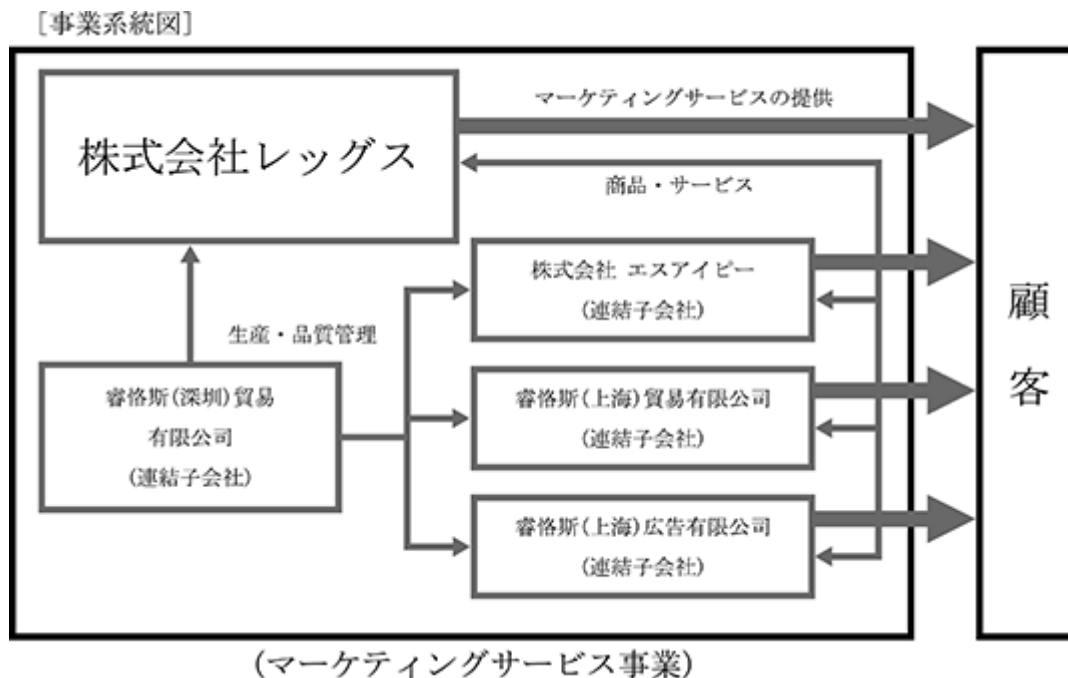 [事業系統図]
マーケティングサービスの提供
株式会社レッグス
商品・サービス
株式会社 エスアイピー
(連結子会社)
生産・品質管理
睿恪斯(深圳)貿易
有限公司
(連結子会社)
睿恪斯(上海)貿易有限公司
(連結子会社)
睿恪斯(上海)広告有限公司
(連結子会社)
顧
客
(マーケティングサービス事業)